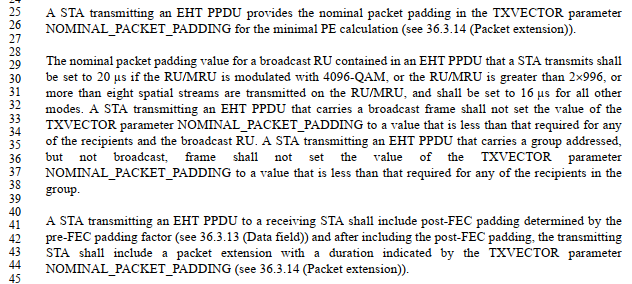 25 A STA transmitting an EHT PPDU provides the nominal packet padding in the TXVECTOR parameter
26 NOMINAL_PACKET_PADDING for the minimal PE calculation (see 36.3.14 (Packet extension)).
27
28 The nominal packet padding value for a broadcast RU contained in an EHT PPDU that a STA transmits shall
29 be set to 20 µs if the RU/MRU is modulated with 4096-QAM, or the RU/MRU is greater than 2×996, or
30
31 more than eight spatial streams are transmitted on the RU/MRU, and shall be set to 16 µs for all other
32 modes. A STA transmitting an EHT PPDU that carries a broadcast frame shall not set the value of the
33 TXVECTOR parameter NOMINAL_PACKET_PADDING to a value that is less than that required for any
34
35 of the recipients and the broadcast RU. A STA transmitting an EHT PPDU that carries a group addressed,
36 but not broadcast, frame shall not set the value of the TXVECTOR parameter
37 NOMINAL_PACKET_PADDING to a value that is less than that required for any of the recipients in the
38
39 group.
40
41 A STA transmitting an EHT PPDU to a receiving STA shall include post-FEC padding determined by the
42 pre-FEC padding factor (see 36.3.13 (Data field)) and after including the post-FEC padding, the transmitting
43 STA shall include a packet extension with a duration indicated by the TXVECTOR parameter
44 NOMINAL_PACKET_PADDING (see 36.3.14 (Packet extension)).
45